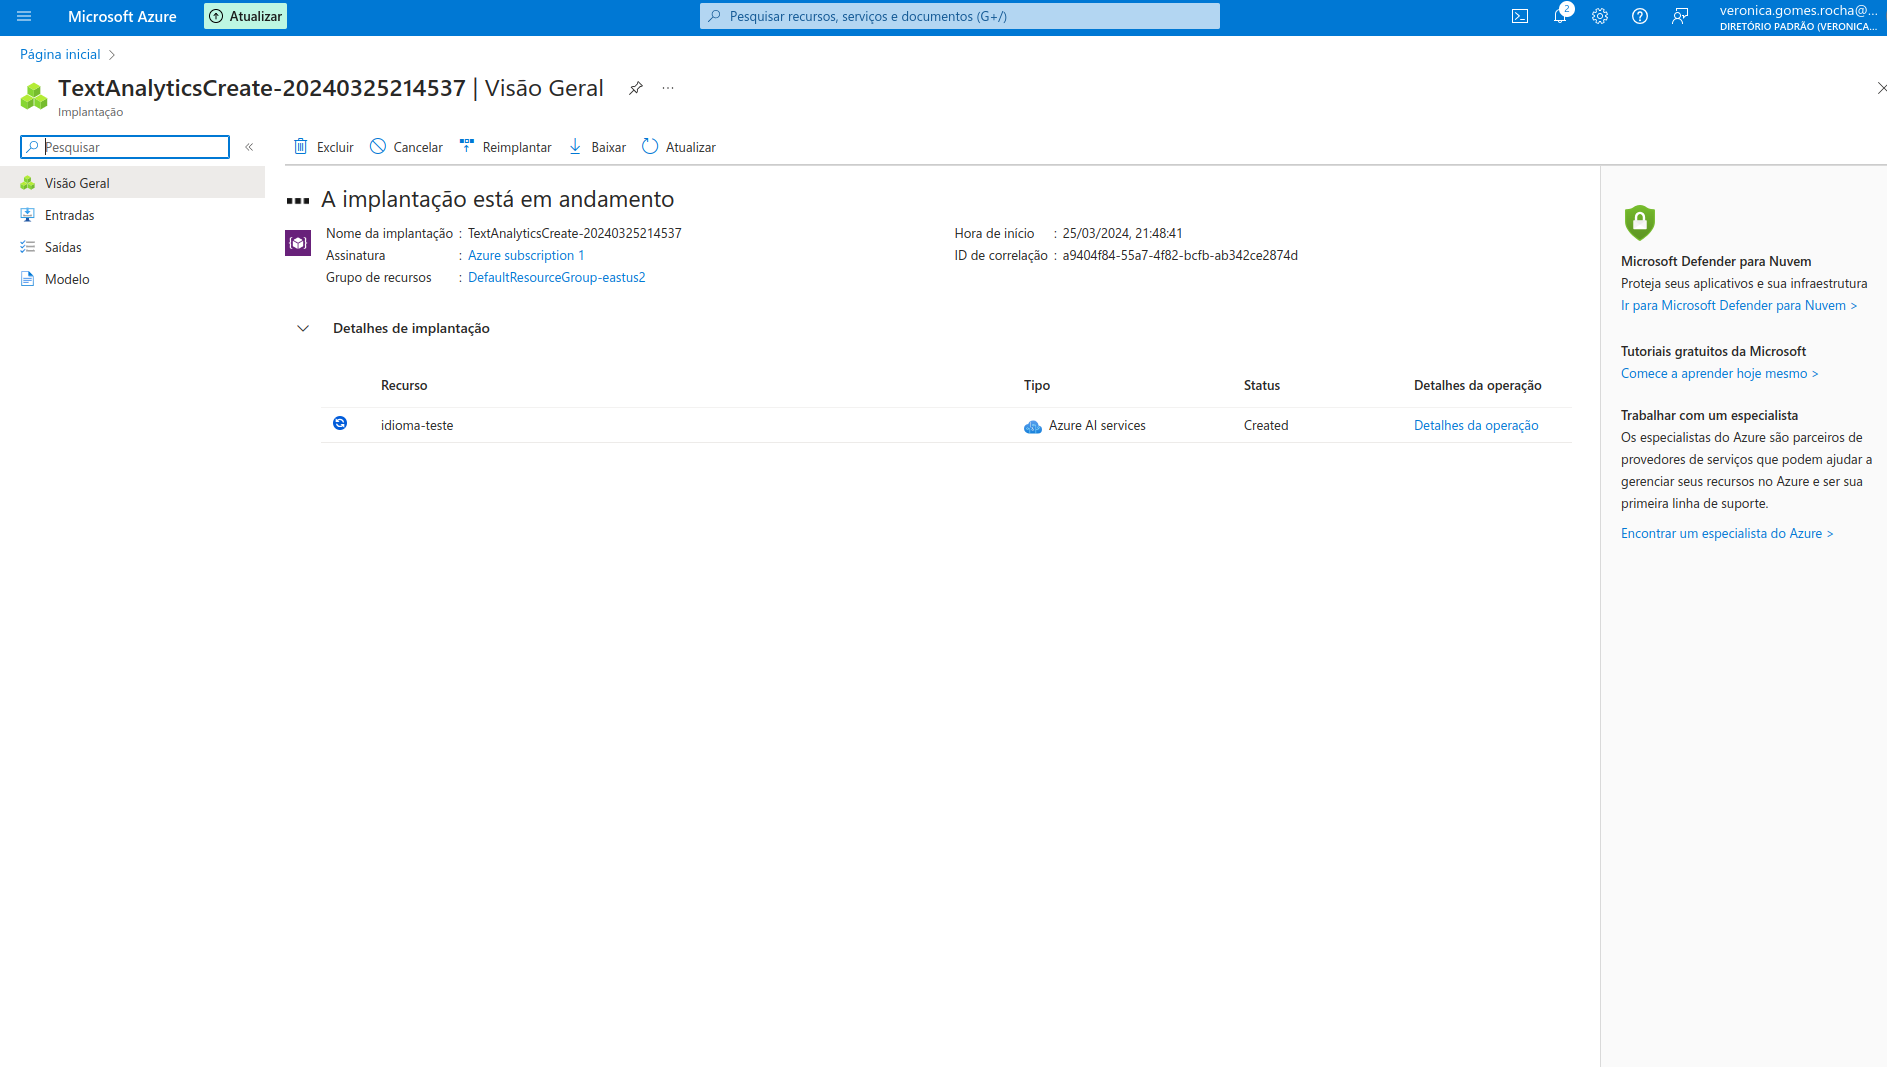 Microsoft Azure
Atualizar
Pesquisar recursos, serviços e documentos (G+/)
2
veronica.gomes.rocha@...
DIRETÓRIO PADRÃO (VERONICA...
Página inicial
TextAnalyticsCreate-20240325214537 | Visão Geral
Implantação
Pesquisar
Excluir
Cancelar
Reimplantar
Baixar
Atualizar
Visão Geral
Entradas
Saídas
Modelo
A implantação está em andamento
Nome da implantação : TextAnalyticsCreate-20240325214537
Assinatura : Azure subscription 1
Grupo de recursos : DefaultResourceGroup-eastus2
Hora de início : 25/03/2024, 21:48:41
ID de correlação : a9404f84-55a7-4f82-bcfb-ab342ce2874d
Detalhes de implantação
Recurso Tipo Status Detalhes da operação
idioma-teste Azure AI services Created Detalhes da operação
Microsoft Defender para Nuvem
Proteja seus aplicativos e sua infraestrutura
Ir para Microsoft Defender para Nuvem >
Tutoriais gratuitos da Microsoft
Comece a aprender hoje mesmo >
Trabalhar com um especialista
Os especialistas do Azure são parceiros de
provedores de serviços que podem ajudar a
gerenciar seus recursos no Azure e ser sua
primeira linha de suporte.
Encontrar um especialista do Azure >